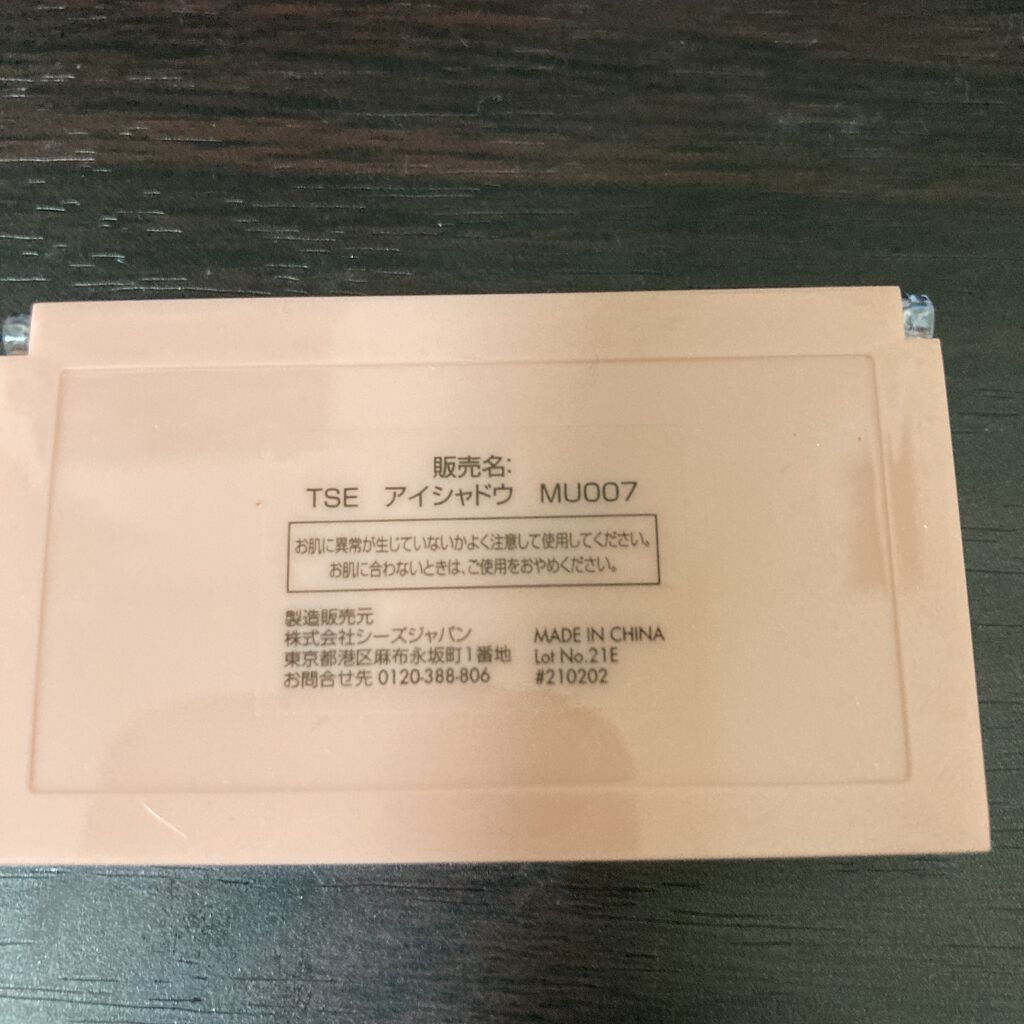 販売名:
TSE アイシャドウ MU007
お肌に異常が生じていないかよく注意して使用してください。
お肌に合わないときは、ご使用をおやめください。
製造販売元
株式会社シーズジャパン
東京都港区麻布永坂町1番地
お問合せ先 0120-388-806
MADE IN CHINA
Lot No.21E
#210202